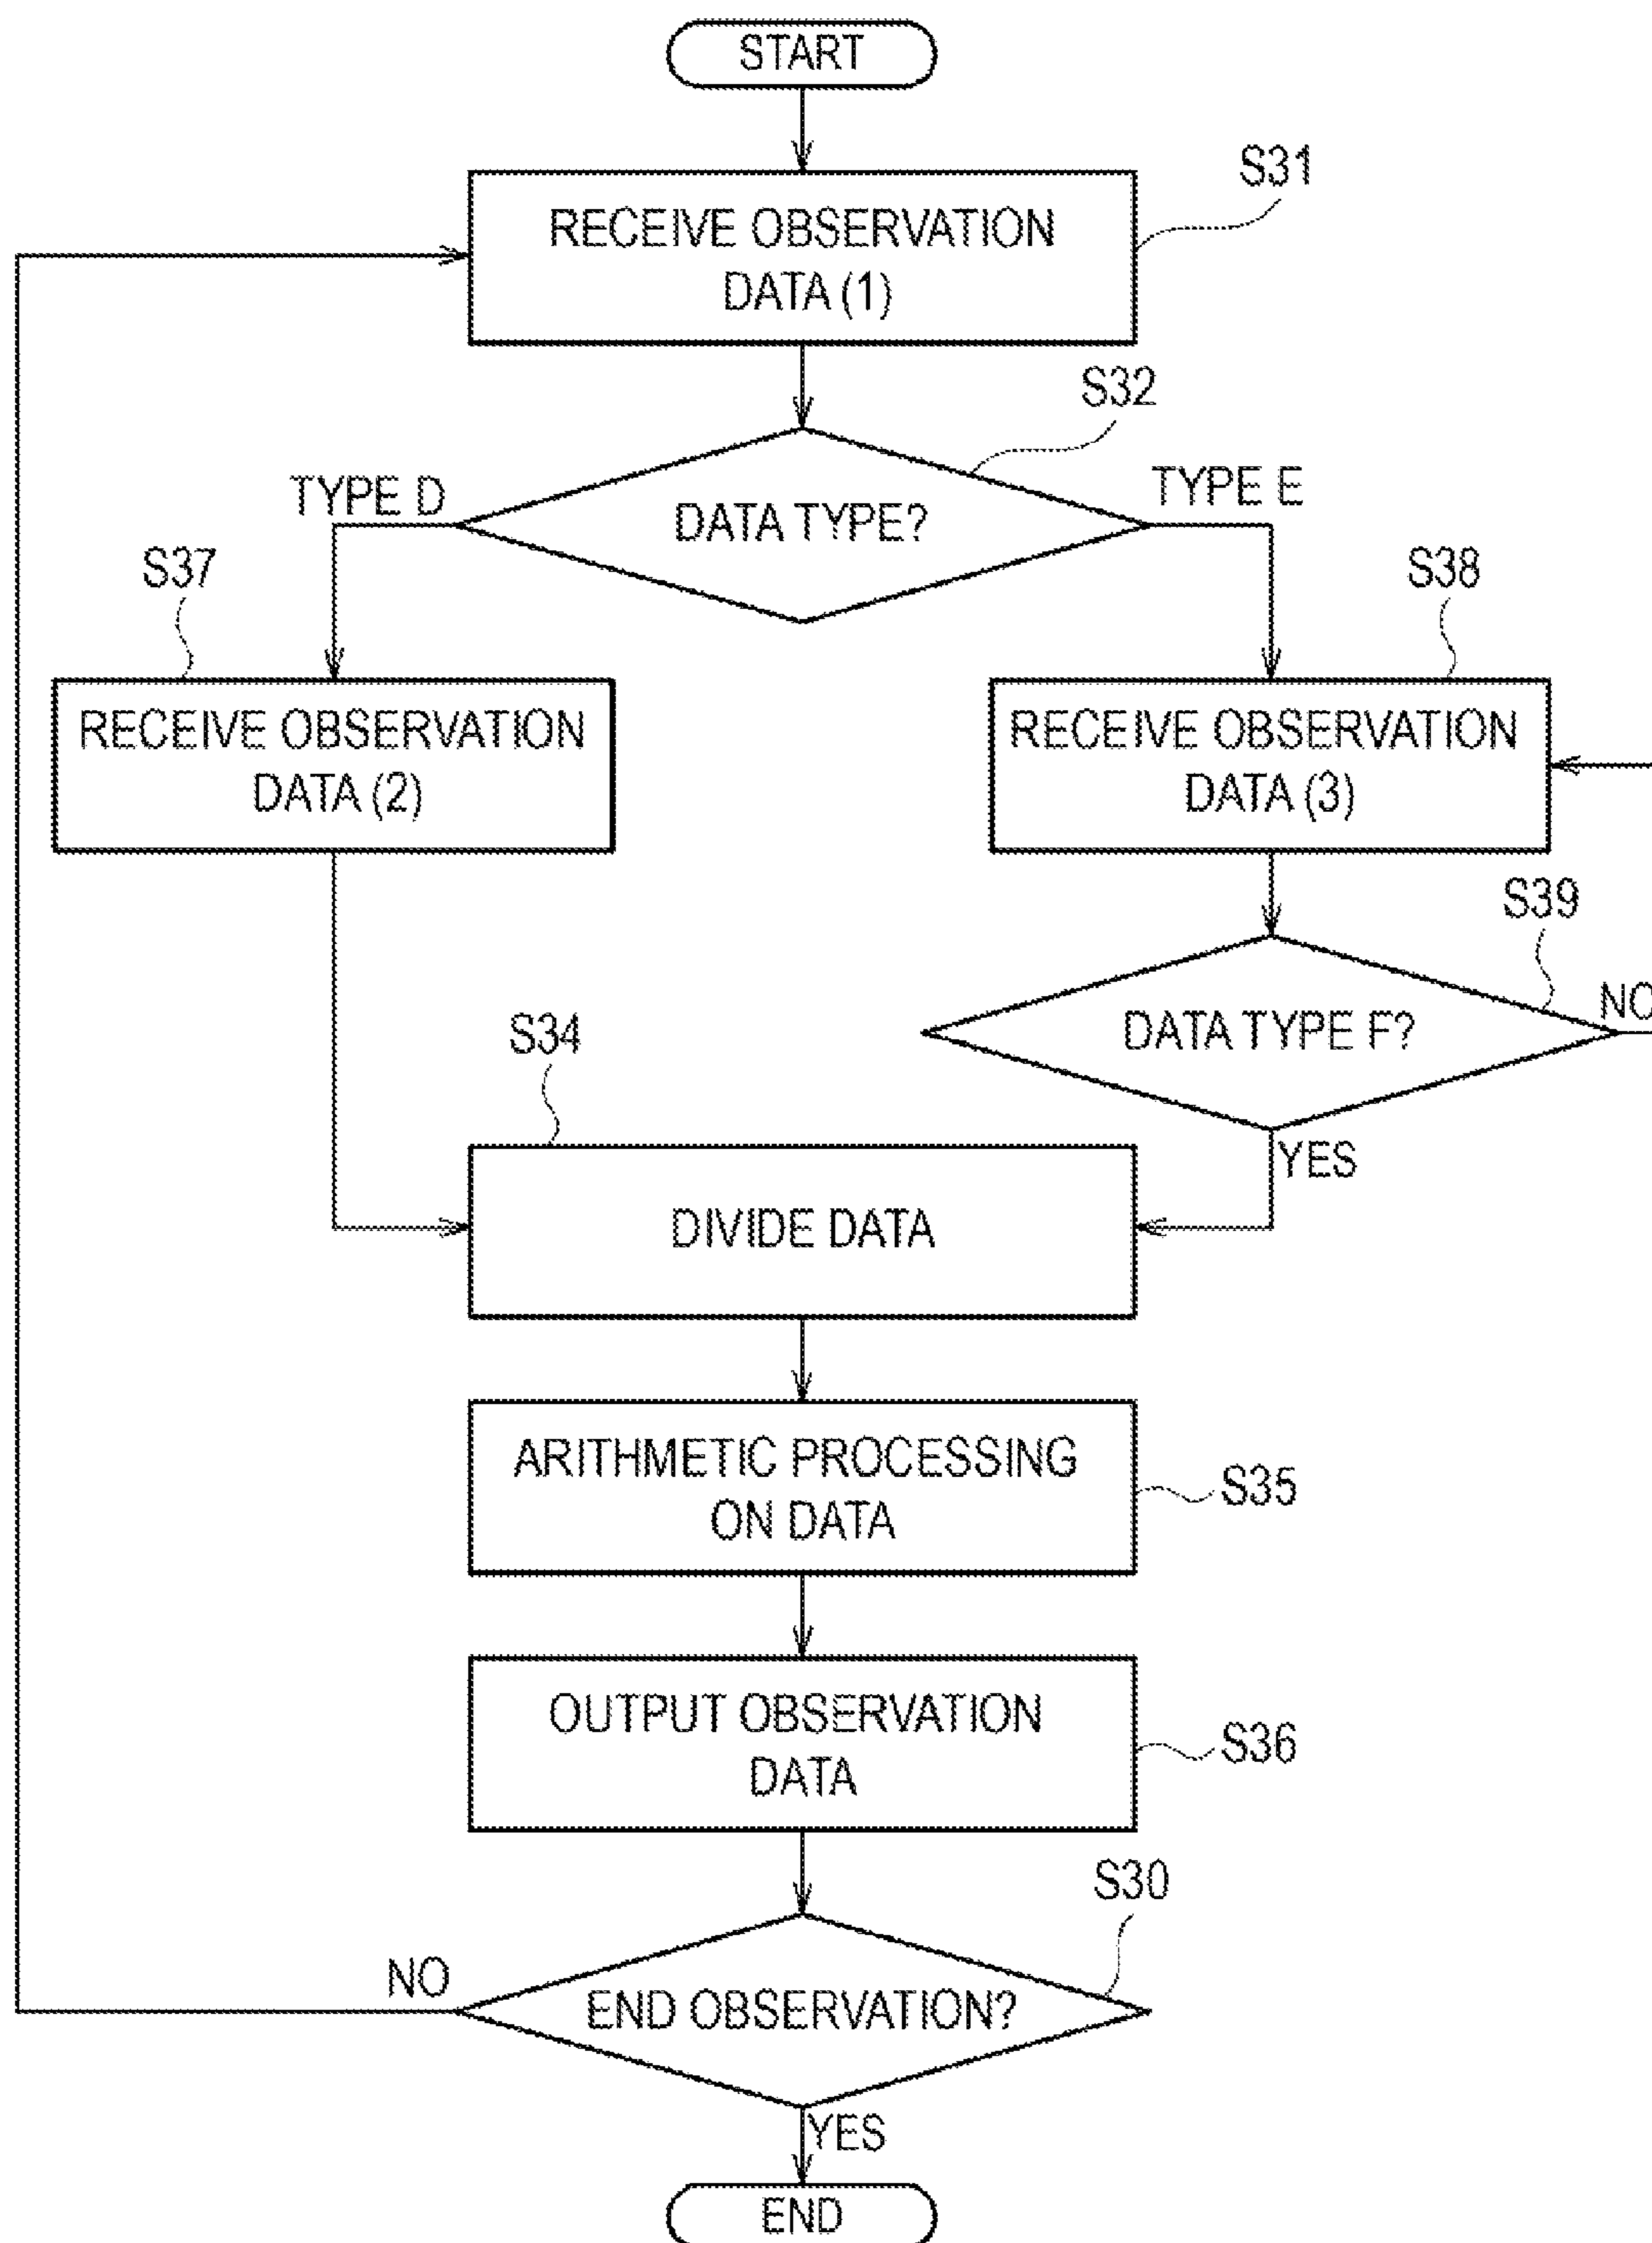 START
S31
RECEIVE OBSERVATION
DATA (1)
S32
TYPE D
DATA TYPE?
TYPE E
S37
S38
RECEIVE OBSERVATION
DATA (2)
RECEIVE OBSERVATION
DATA (3)
S39
DATA TYPE F?
NO
S34
YES
DIVIDE DATA
ARITHMETIC PROCESSING
ON DATA
S35
OUTPUT OBSERVATION
DATA
S36
S30
NO
END OBSERVATION?
YES
END